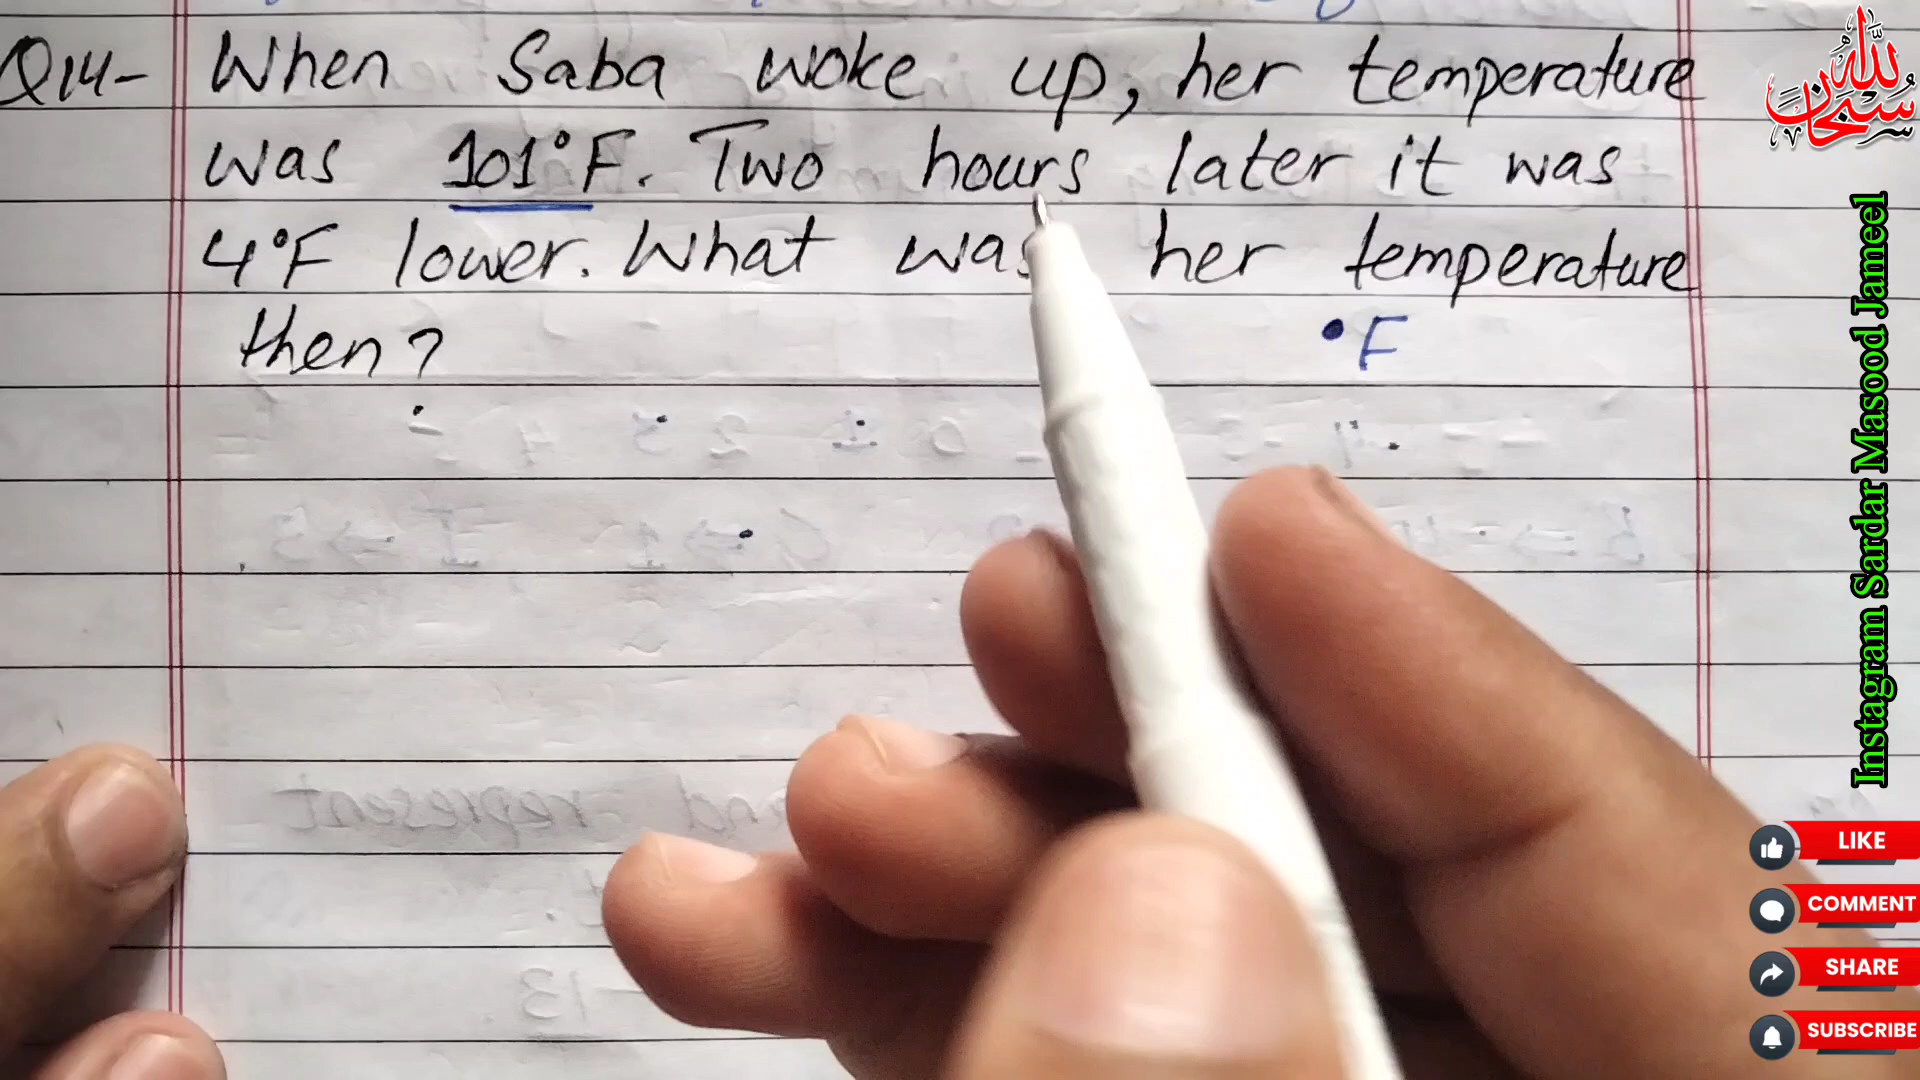 Q14- When Saba woke up, her temperature
was 101°F. Two hours later it was
4°F lower. What was her temperature
then?
°F
سبحان الله
Instagram Sardar Masood Jameel
LIKE
COMMENT
SHARE
SUBSCRIBE